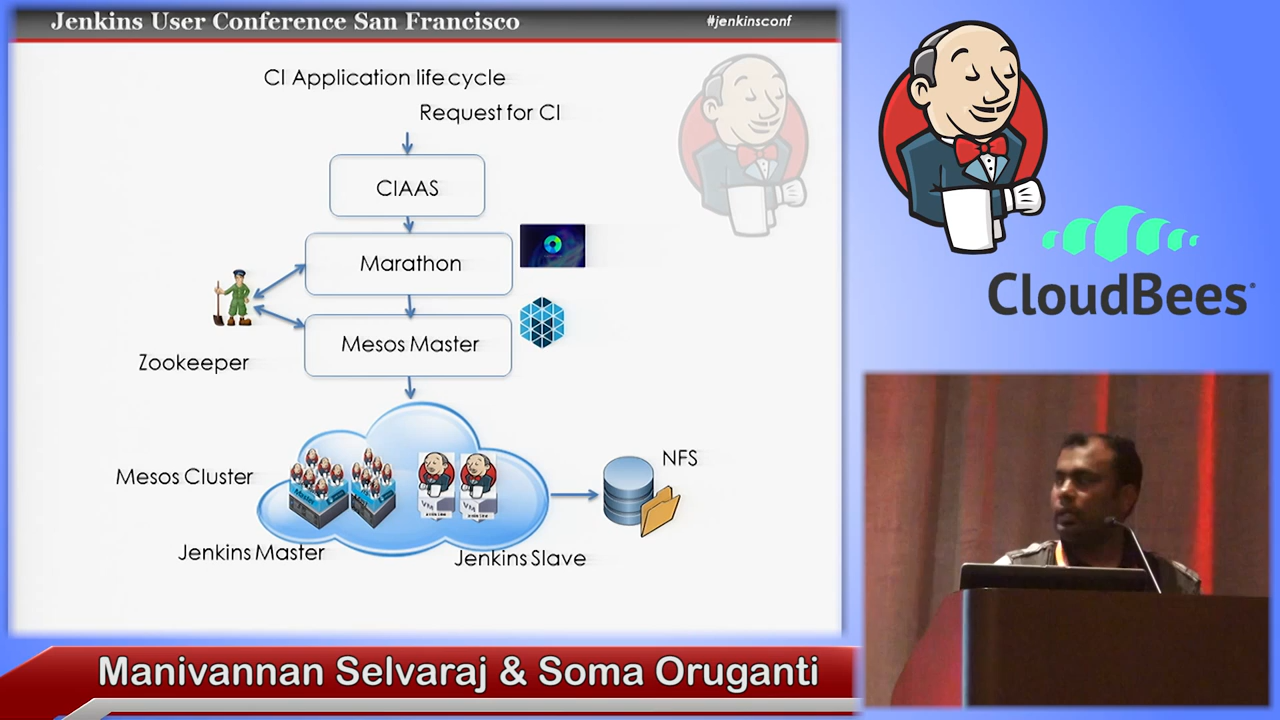 Jenkins User Conference San Francisco
#jenkinsconf
CI Application life cycle
Request for CI
CIAAS
Marathon
Mesos Master
Zookeeper
Mesos Cluster
NFS
Jenkins Master
Jenkins Slave
CloudBees
Manivannan Selvaraj & Soma Oruganti